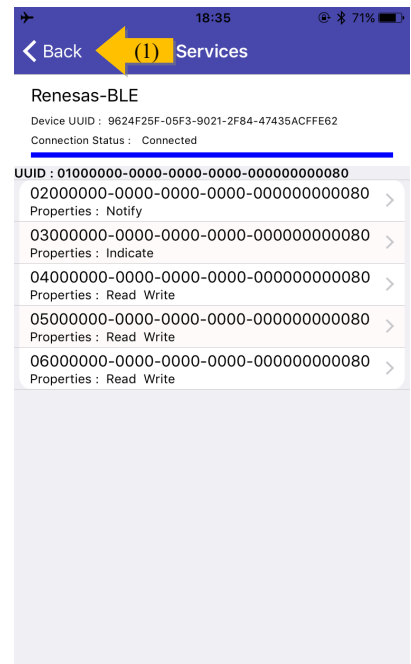 18:35 71%
Back (1) Services
Renesas-BLE
Device UUID : 9624F25F-05F3-9021-2F84-47435ACFFE62
Connection Status : Connected
UUID : 01000000-0000-0000-0000-000000000080
02000000-0000-0000-0000-000000000080
Properties : Notify
03000000-0000-0000-0000-000000000080
Properties : Indicate
04000000-0000-0000-0000-000000000080
Properties : Read Write
05000000-0000-0000-0000-000000000080
Properties : Read Write
06000000-0000-0000-0000-000000000080
Properties : Read Write